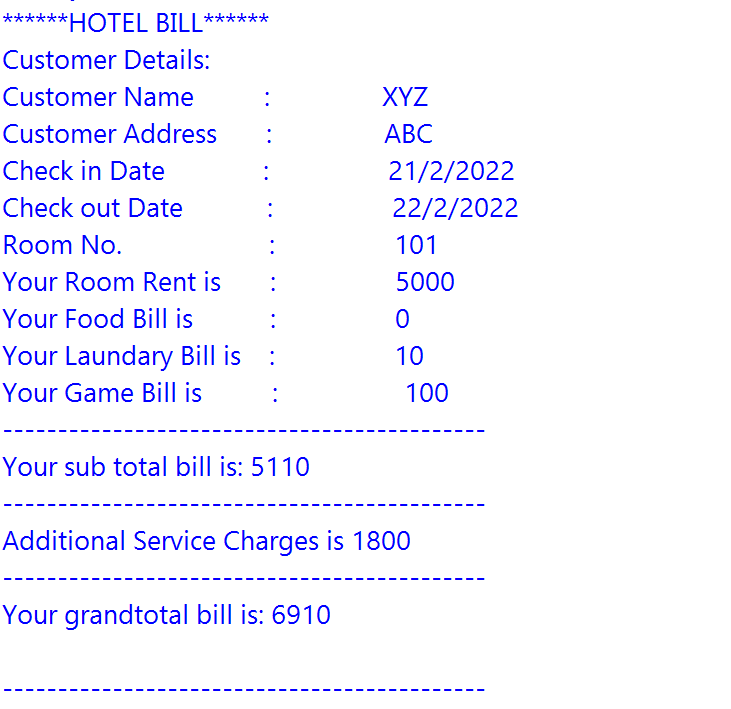 ******HOTEL BILL******
Customer Details:
Customer Name : XYZ
Customer Address : ABC
Check in Date : 21/2/2022
Check out Date : 22/2/2022
Room No. : 101
Your Room Rent is : 5000
Your Food Bill is : 0
Your Laundary Bill is : 10
Your Game Bill is : 100
--------------------------------------------
Your sub total bill is: 5110
--------------------------------------------
Additional Service Charges is 1800
--------------------------------------------
Your grandtotal bill is: 6910
--------------------------------------------